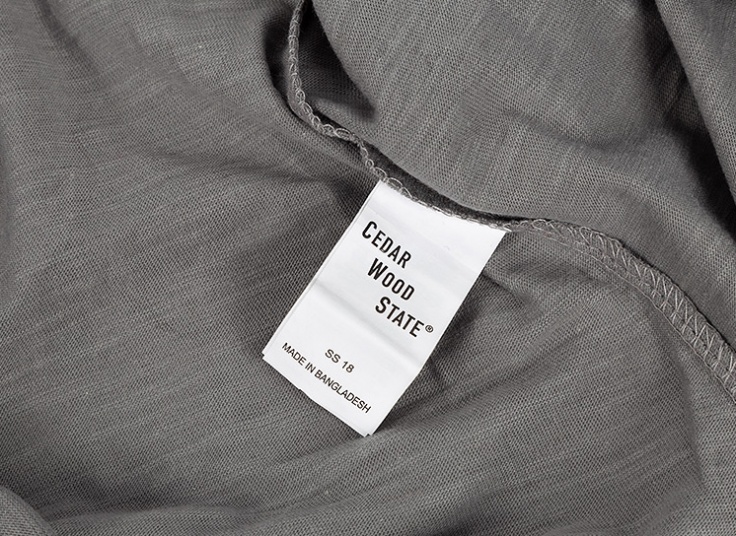 CEDAR
WOOD
STATE®
SS 18
MADE IN BANGLADESH